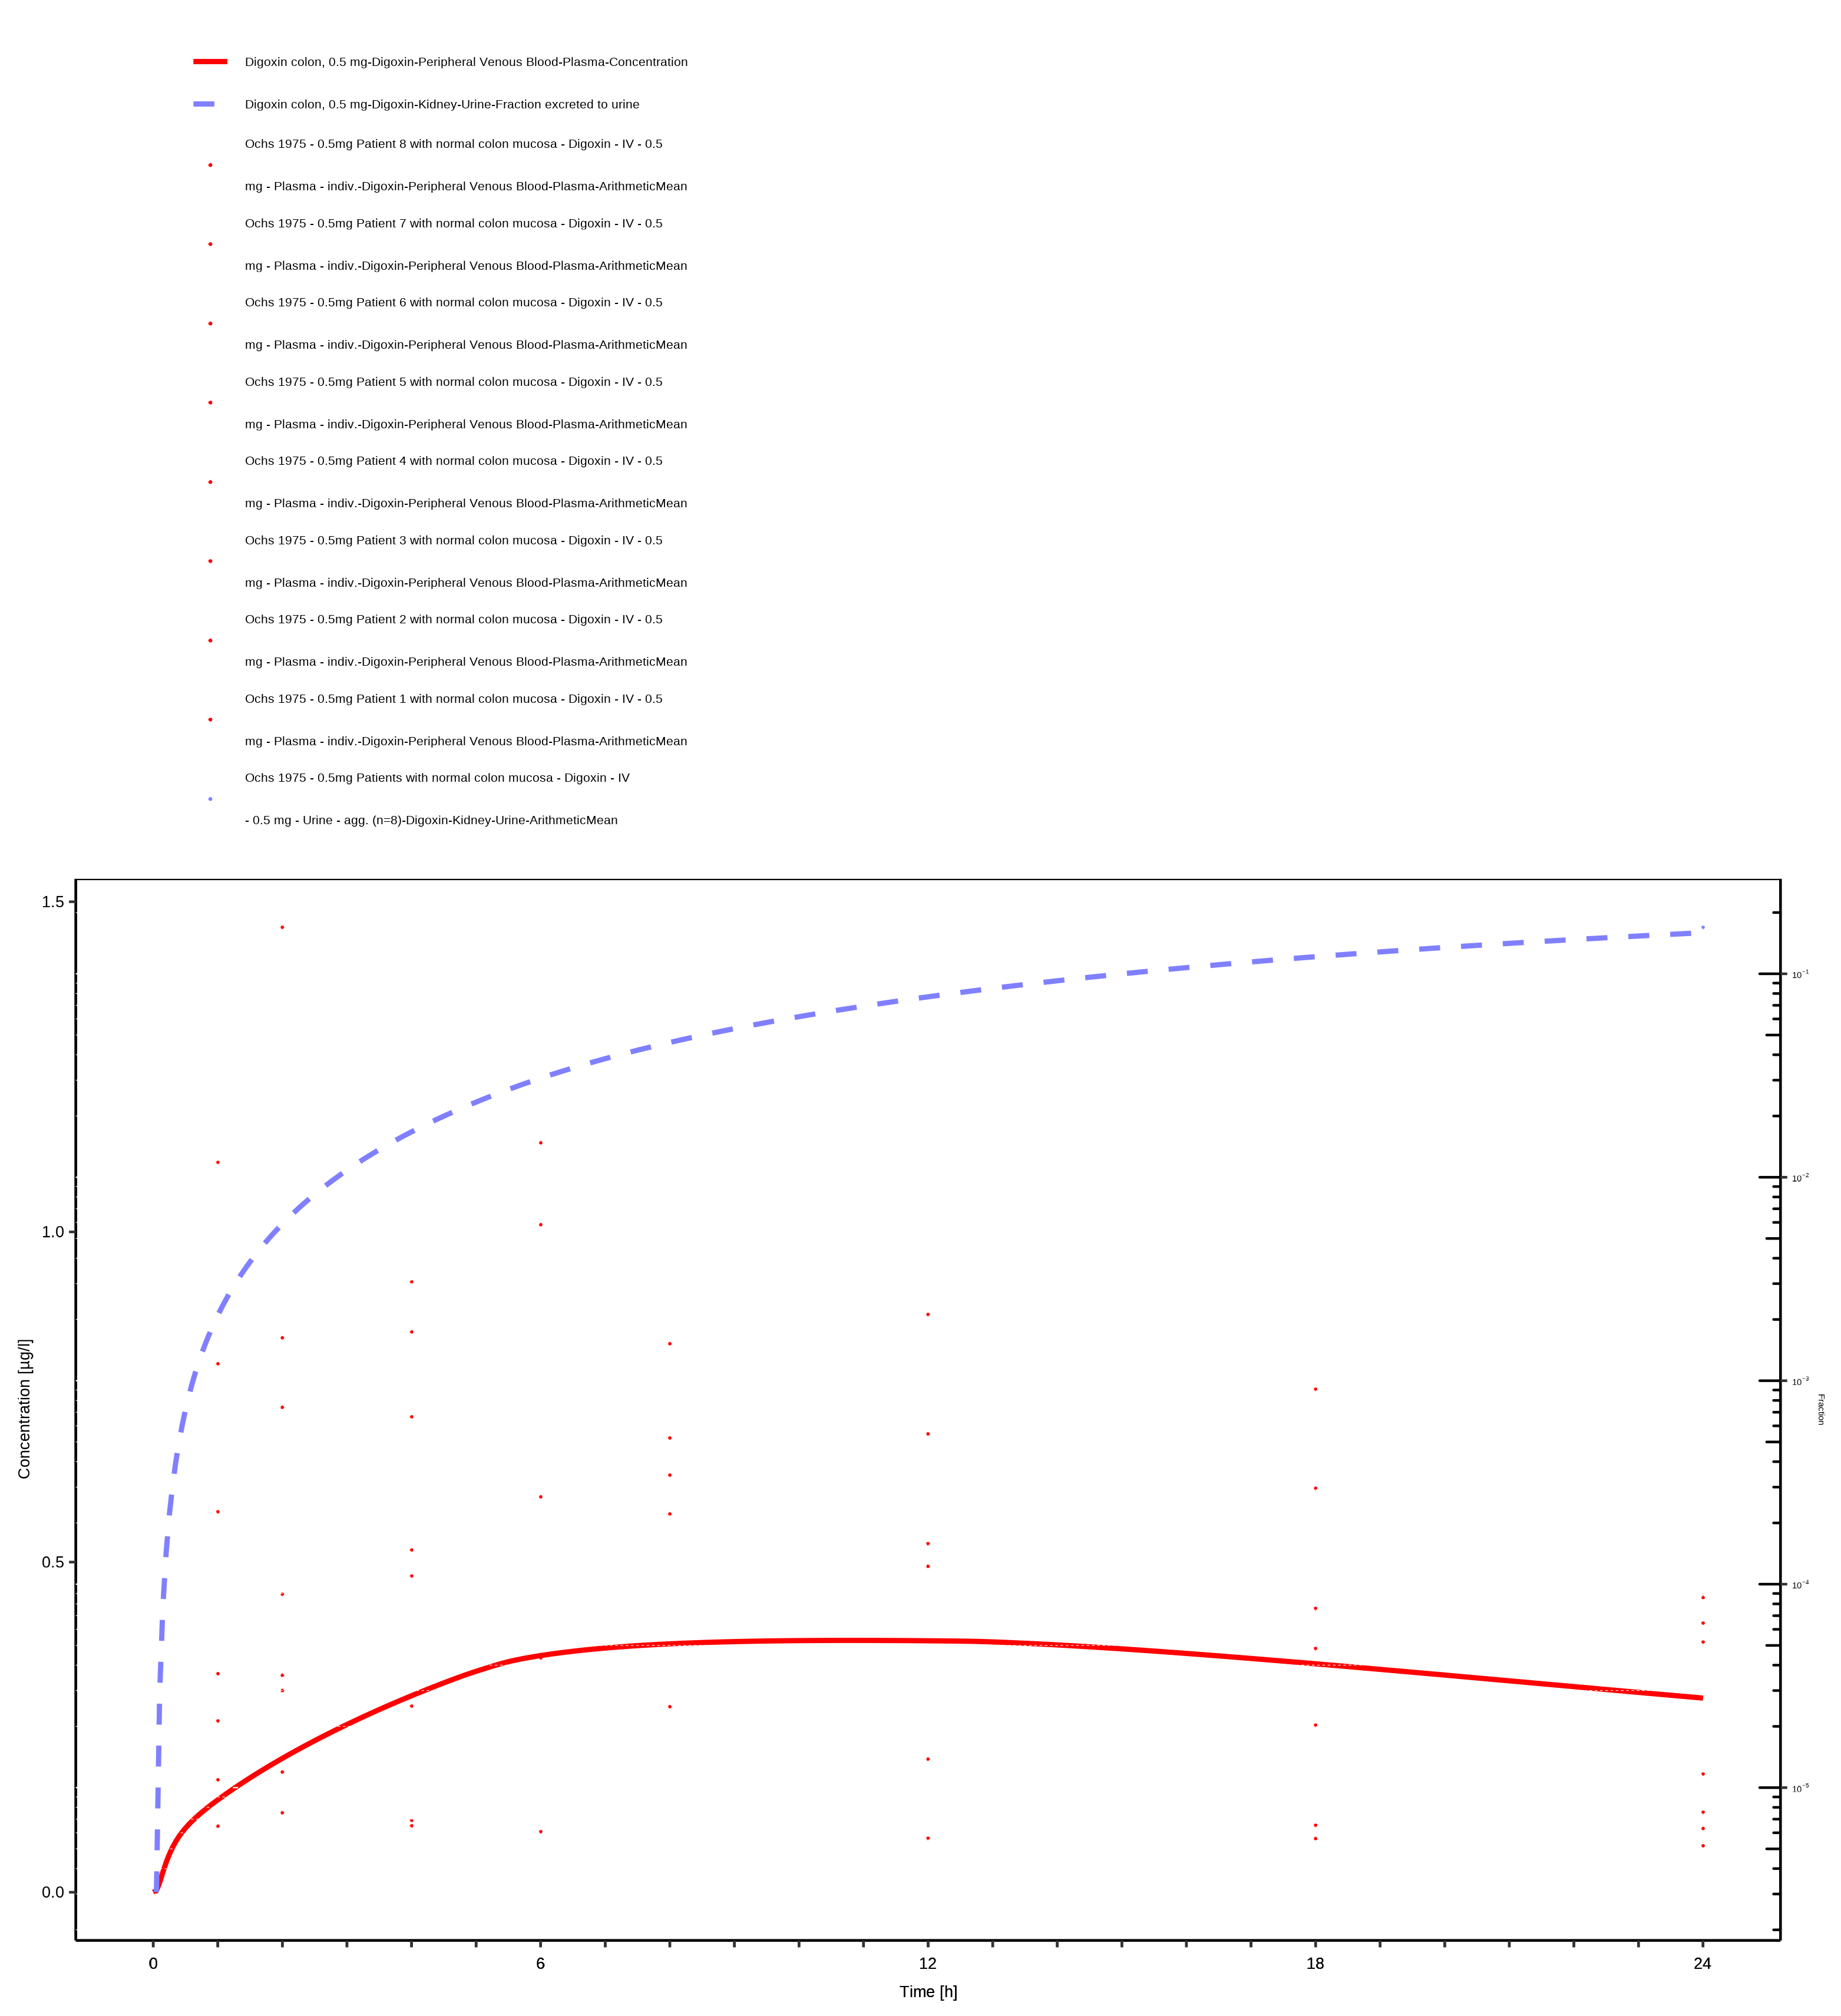 Digoxin colon, 0.5 mg-Digoxin-Peripheral Venous Blood-Plasma-Concentration
Digoxin colon, 0.5 mg-Digoxin-Kidney-Urine-Fraction excreted to urine
Ochs 1975 - 0.5mg Patient 8 with normal colon mucosa - Digoxin - IV - 0.5
mg - Plasma - indiv.-Digoxin-Peripheral Venous Blood-Plasma-ArithmeticMean
Ochs 1975 - 0.5mg Patient 7 with normal colon mucosa - Digoxin - IV - 0.5
mg - Plasma - indiv.-Digoxin-Peripheral Venous Blood-Plasma-ArithmeticMean
Ochs 1975 - 0.5mg Patient 6 with normal colon mucosa - Digoxin - IV - 0.5
mg - Plasma - indiv.-Digoxin-Peripheral Venous Blood-Plasma-ArithmeticMean
Ochs 1975 - 0.5mg Patient 5 with normal colon mucosa - Digoxin - IV - 0.5
mg - Plasma - indiv.-Digoxin-Peripheral Venous Blood-Plasma-ArithmeticMean
Ochs 1975 - 0.5mg Patient 4 with normal colon mucosa - Digoxin - IV - 0.5
mg - Plasma - indiv.-Digoxin-Peripheral Venous Blood-Plasma-ArithmeticMean
Ochs 1975 - 0.5mg Patient 3 with normal colon mucosa - Digoxin - IV - 0.5
mg - Plasma - indiv.-Digoxin-Peripheral Venous Blood-Plasma-ArithmeticMean
Ochs 1975 - 0.5mg Patient 2 with normal colon mucosa - Digoxin - IV - 0.5
mg - Plasma - indiv.-Digoxin-Peripheral Venous Blood-Plasma-ArithmeticMean
Ochs 1975 - 0.5mg Patient 1 with normal colon mucosa - Digoxin - IV - 0.5
mg - Plasma - indiv.-Digoxin-Peripheral Venous Blood-Plasma-ArithmeticMean
Ochs 1975 - 0.5mg Patients with normal colon mucosa - Digoxin - IV
- 0.5 mg - Urine - agg. (n=8)-Digoxin-Kidney-Urine-ArithmeticMean
1.5
1.0
0.5
0.0
Concentration [µg/l]
10⁻¹
10⁻²
10⁻³
10⁻⁴
10⁻⁵
Fraction
0 6 12 18 24
Time [h]